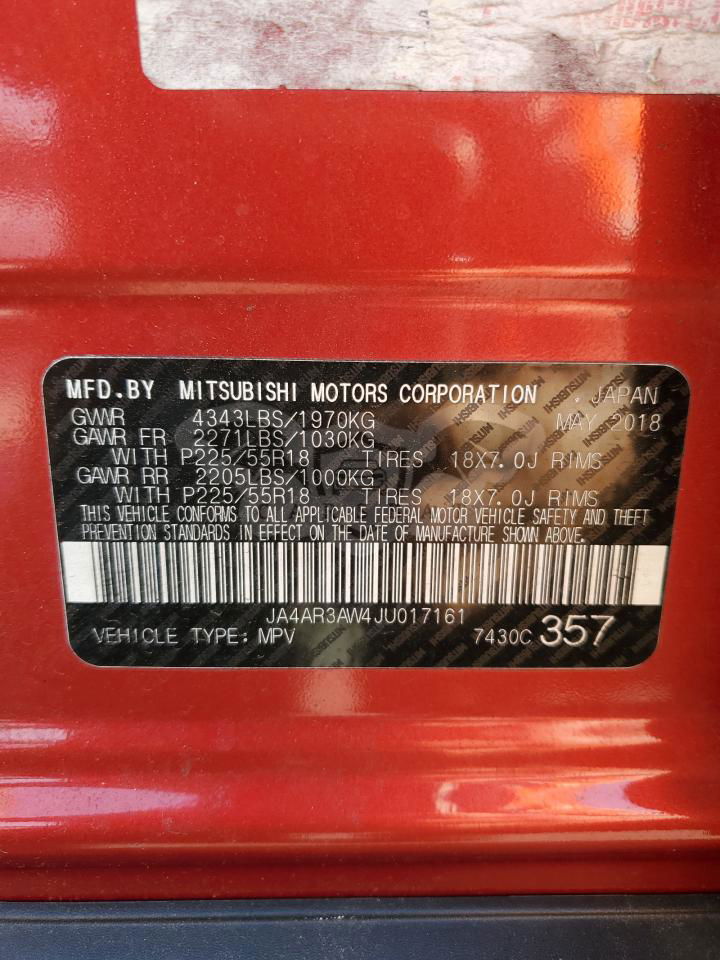 MFD.BY MITSUBISHI MOTORS CORPORATION . JAPAN
GVWR 4343LBS/1970KG MAY 2018
GAWR FR 2271LBS/1030KG
WITH P225/55R18 TIRES 18X7.0J RIMS
GAWR RR 2205LBS/1000KG
WITH P225/55R18 TIRES 18X7.0J RIMS
THIS VEHICLE CONFORMS TO ALL APPLICABLE FEDERAL MOTOR VEHICLE SAFETY AND THEFT
PREVENTION STANDARDS IN EFFECT ON THE DATE OF MANUFACTURE SHOWN ABOVE.
JA4AR3AW4JU017161
VEHICLE TYPE: MPV 7430C 357